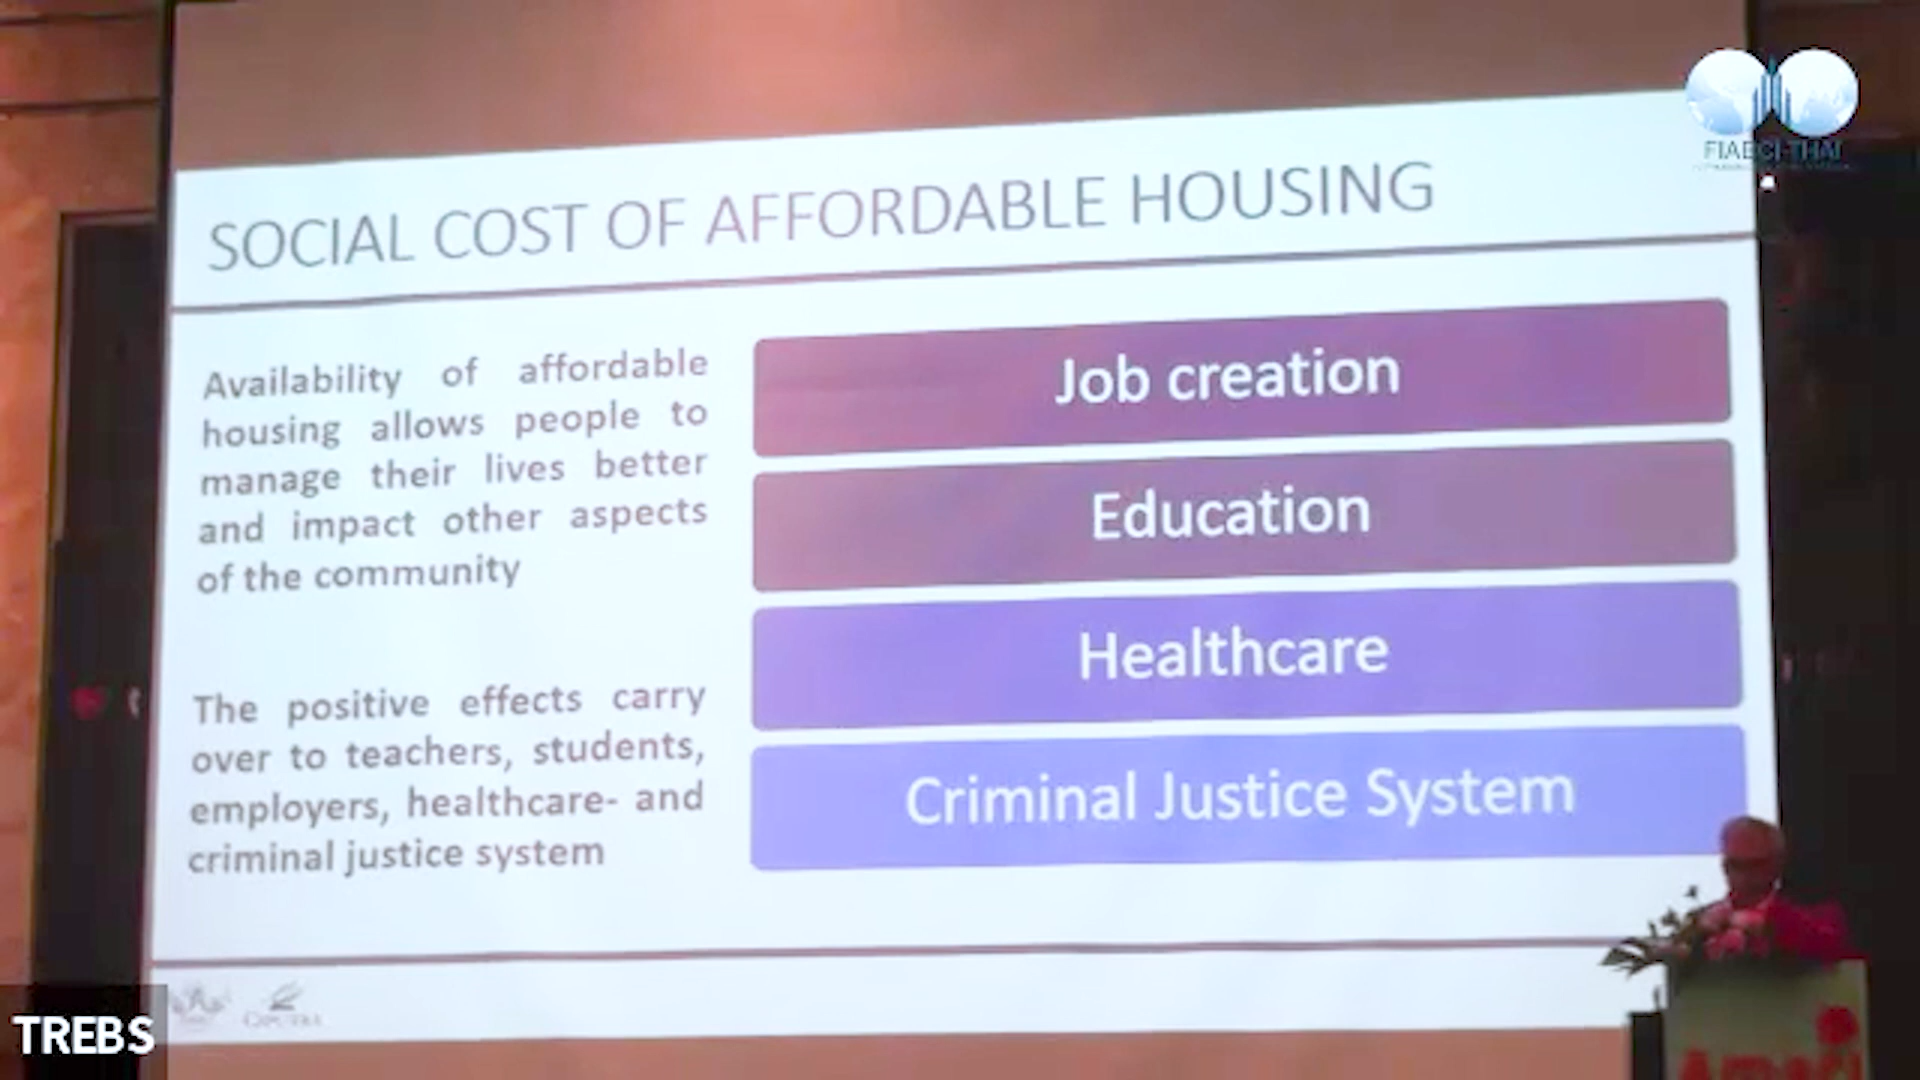 FIABCI-THAI
SOCIAL COST OF AFFORDABLE HOUSING
Availability of affordable
housing allows people to
manage their lives better
and impact other aspects
of the community
The positive effects carry
over to teachers, students,
employers, healthcare- and
criminal justice system
Job creation
Education
Healthcare
Criminal Justice System
TREBS